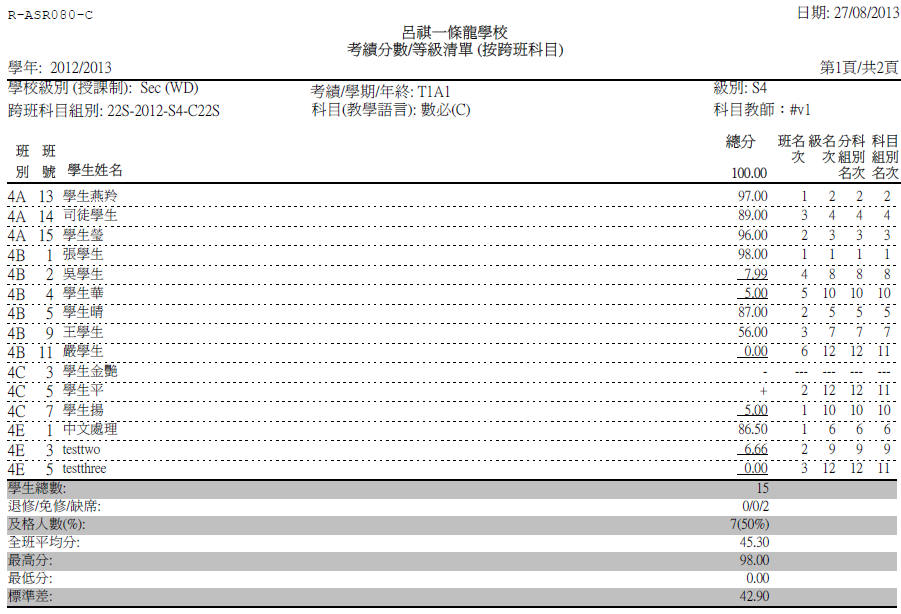 R-ASR080-C 日期: 27/08/2013
呂祺一條龍學校
考績分數/等級清單 (按跨班科目)
學年: 2012/2013 第1頁/共2頁
學校級別 (授課制): Sec (WD) 考績/學期/年終: T1A1 級別: S4
跨班科目組別: 22S-2012-S4-C22S 科目(教學語言): 數必(C) 科目教師：#v1
班別 班號 學生姓名 總分 100.00 班名次 級名次 分科組別名次 科目組別名次
4A 13 學生燕羚 97.00 1 2 2 2
4A 14 司徒學生 89.00 3 4 4 4
4A 15 學生瑩 96.00 2 3 3 3
4B 1 張學生 98.00 1 1 1 1
4B 2 吳學生 7.99 4 8 8 8
4B 4 學生華 5.00 5 10 10 10
4B 5 學生晴 87.00 2 5 5 5
4B 9 王學生 56.00 3 7 7 7
4B 11 嚴學生 0.00 6 12 12 11
4C 3 學生金艷 - --- --- --- ---
4C 5 學生平 + 2 12 12 11
4C 7 學生揚 5.00 1 10 10 10
4E 1 中文處理 86.50 1 6 6 6
4E 3 testtwo 6.66 2 9 9 9
4E 5 testthree 0.00 3 12 12 11
學生總數: 15
退修/免修/缺席: 0/0/2
及格人數(%): 7(50%)
全班平均分: 45.30
最高分: 98.00
最低分: 0.00
標準差: 42.90